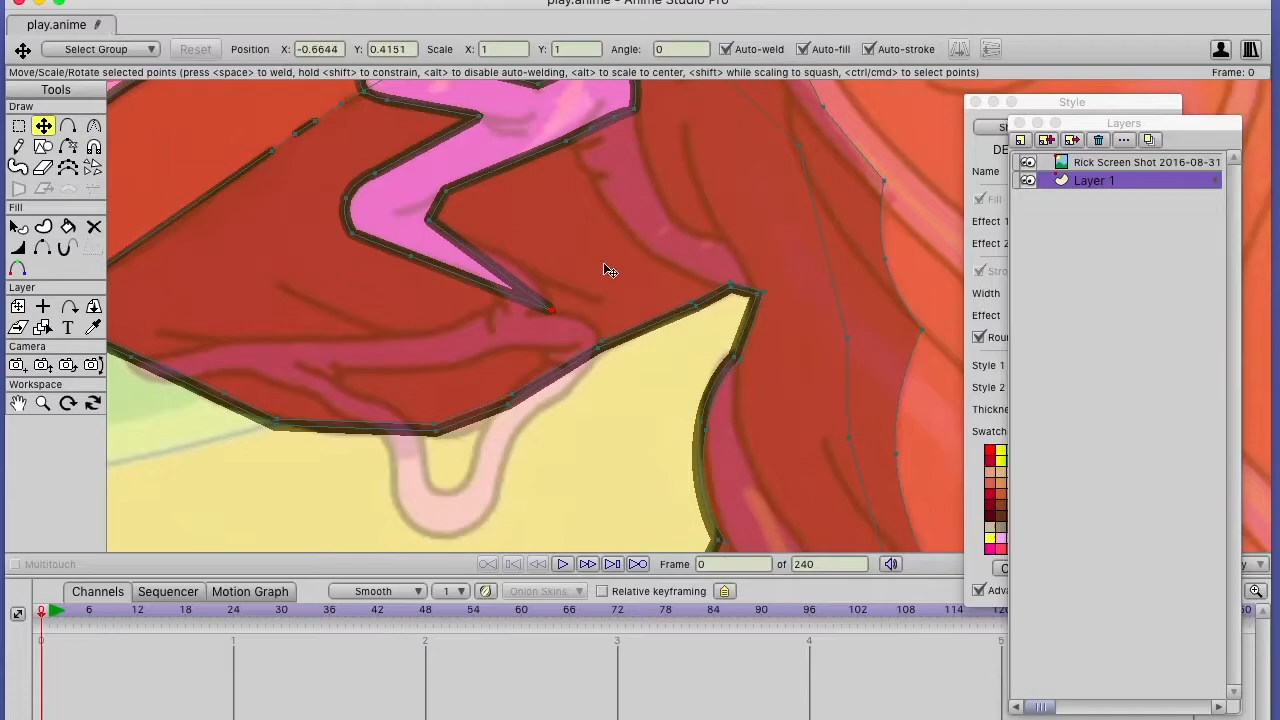 play.anime - Anime Studio Pro
play.anime
Select Group Reset Position X: -0.6644 Y: 0.4151 Scale X: 1 Y: 1 Angle: 0 Auto-weld Auto-fill Auto-stroke
Move/Scale/Rotate selected points (press <space> to weld, hold <shift> to constrain, <alt> to disable auto-welding, <alt> to scale to center, <shift> while scaling to squash, <ctrl/cmd> to select points) Frame: 0
Tools
Draw
Fill
Layer
T
Camera
Workspace
Style
Layers
Name
Effect 1
Effect 2
Width
Effect
Style 1
Style 2
Rick Screen Shot 2016-08-31
Layer 1
Multitouch Frame 0 of 240
Channels Sequencer Motion Graph Smooth 1 Onion Skins Relative keyframing
0 6 12 18 24 30 36 42 48 54 60 66 72 78 84 90 96 102 108 114
0 1 2 3 4 5